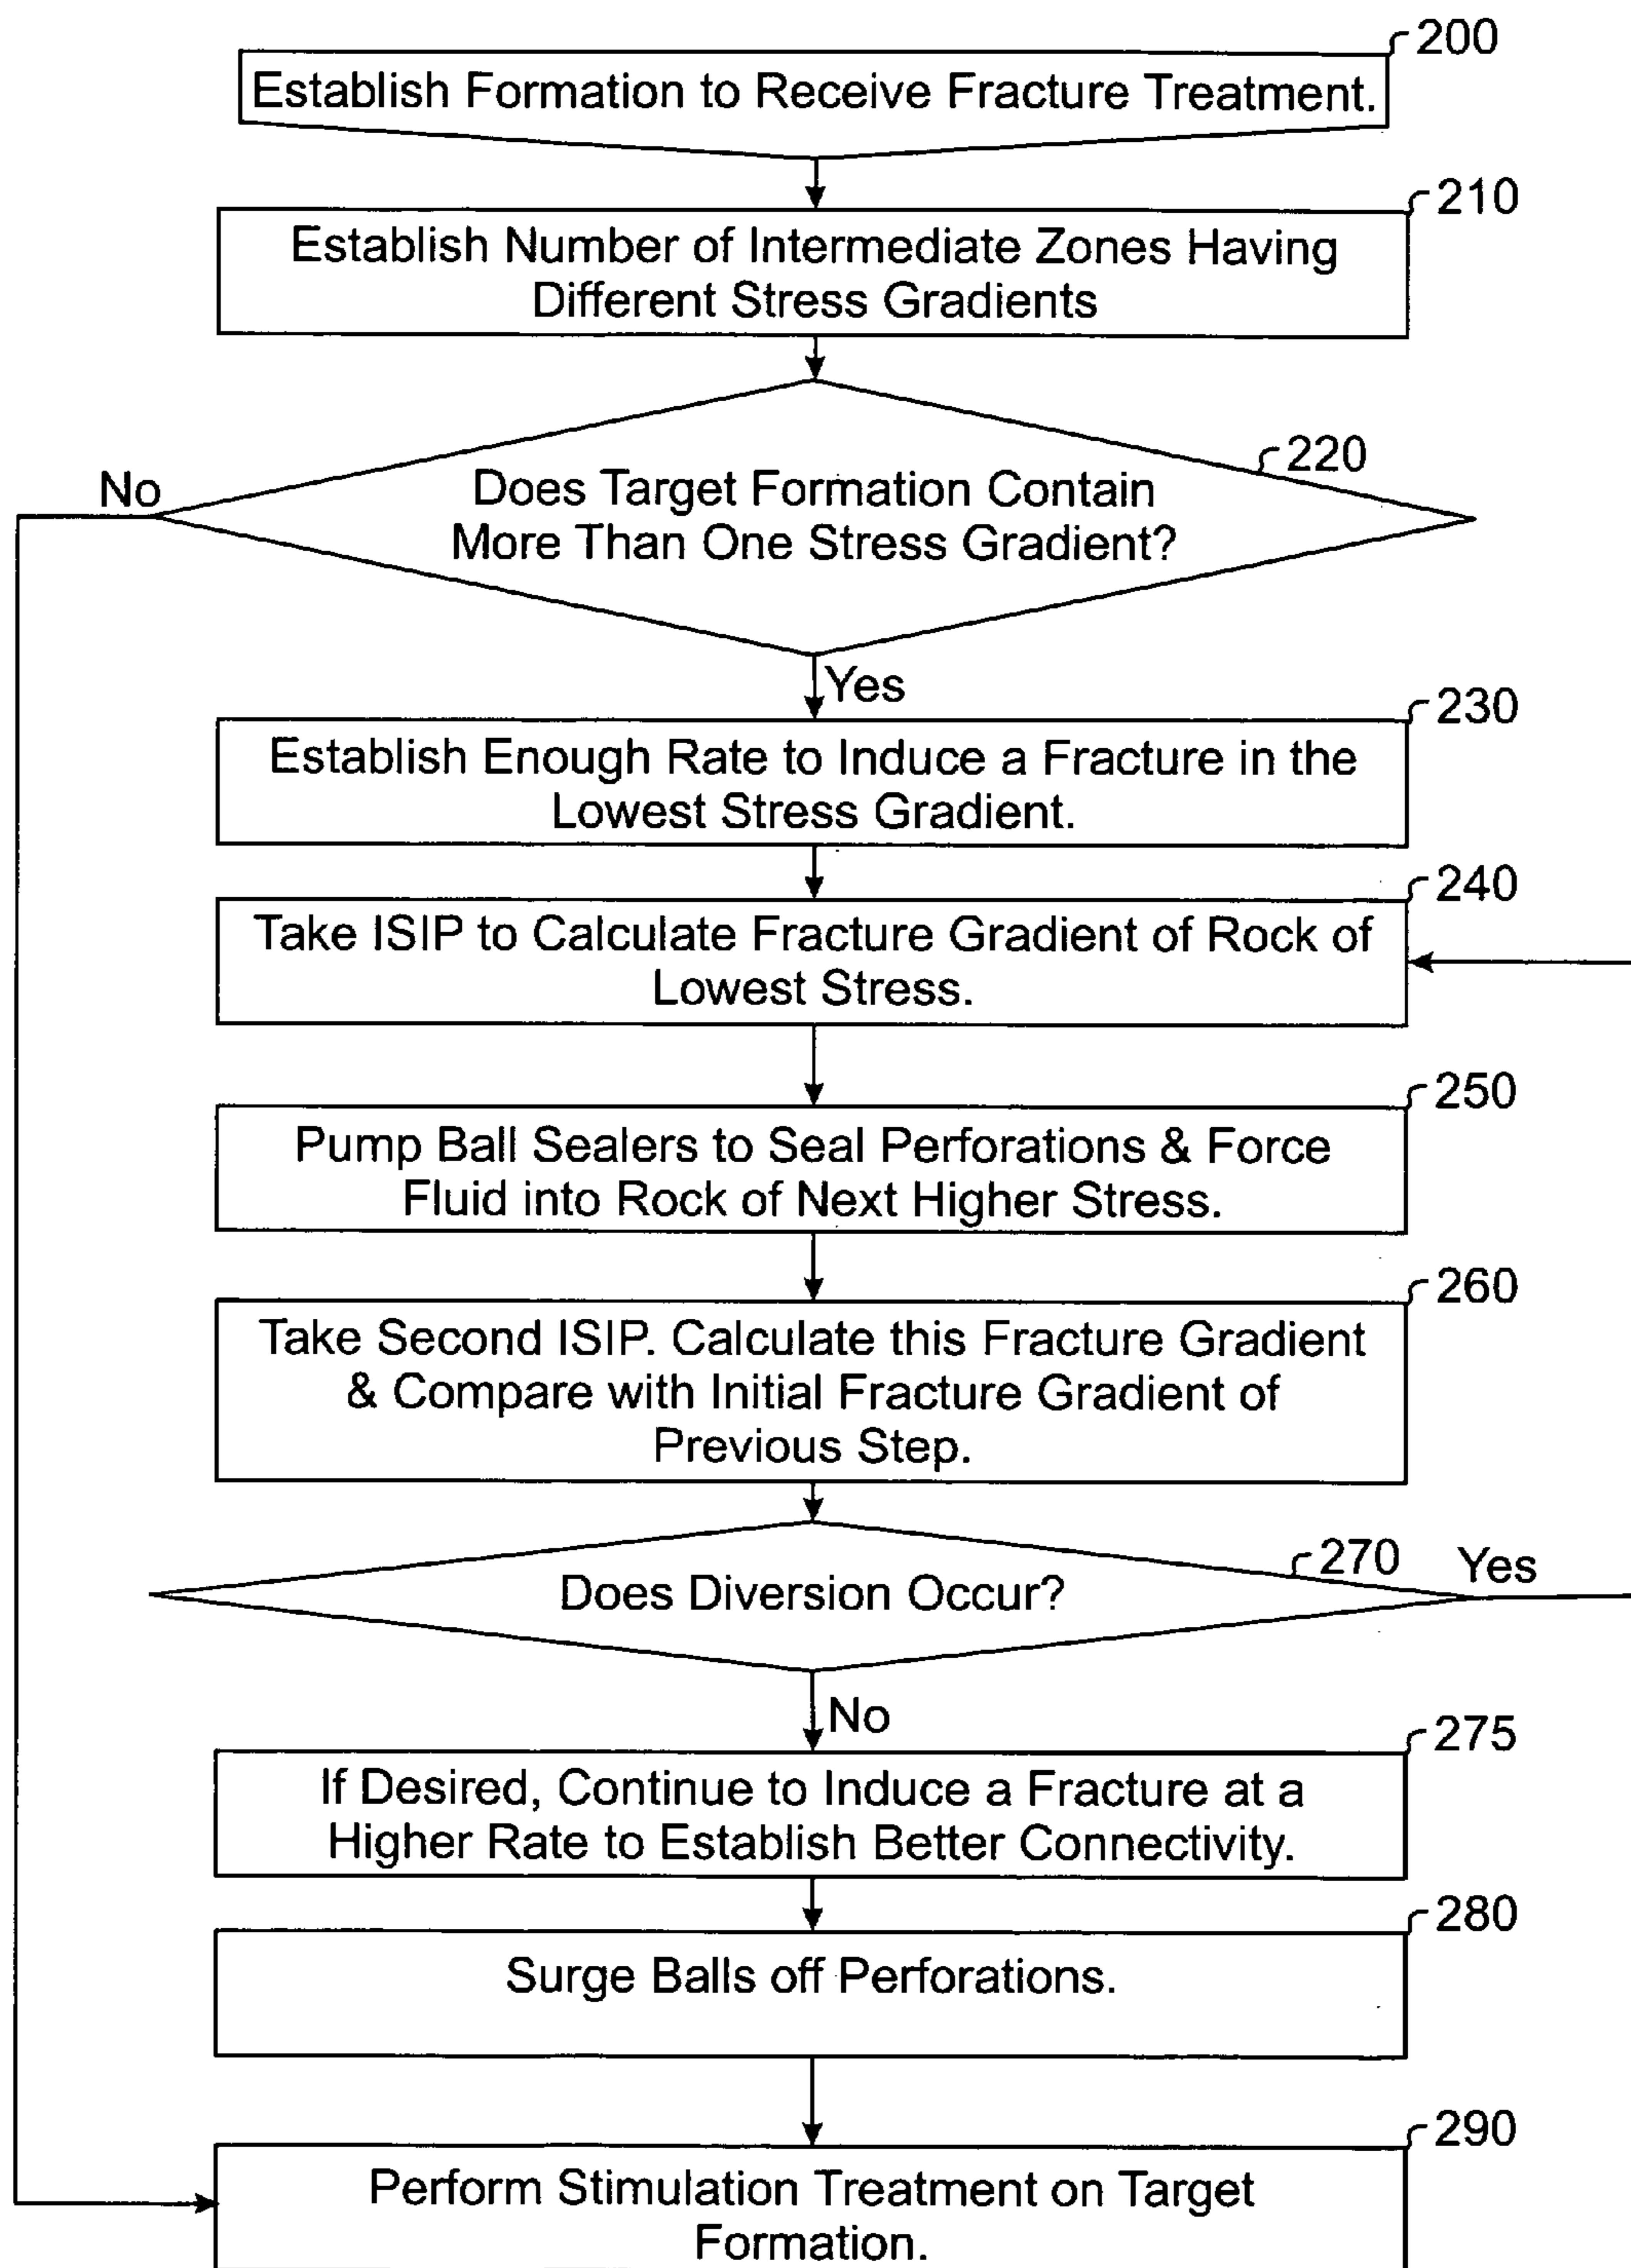 200
Establish Formation to Receive Fracture Treatment.
210
Establish Number of Intermediate Zones Having
Different Stress Gradients
220
No
Does Target Formation Contain
More Than One Stress Gradient?
Yes
230
Establish Enough Rate to Induce a Fracture in the
Lowest Stress Gradient.
240
Take ISIP to Calculate Fracture Gradient of Rock of
Lowest Stress.
250
Pump Ball Sealers to Seal Perforations & Force
Fluid into Rock of Next Higher Stress.
260
Take Second ISIP. Calculate this Fracture Gradient
& Compare with Initial Fracture Gradient of
Previous Step.
270
Yes
Does Diversion Occur?
No
275
If Desired, Continue to Induce a Fracture at a
Higher Rate to Establish Better Connectivity.
280
Surge Balls off Perforations.
290
Perform Stimulation Treatment on Target
Formation.